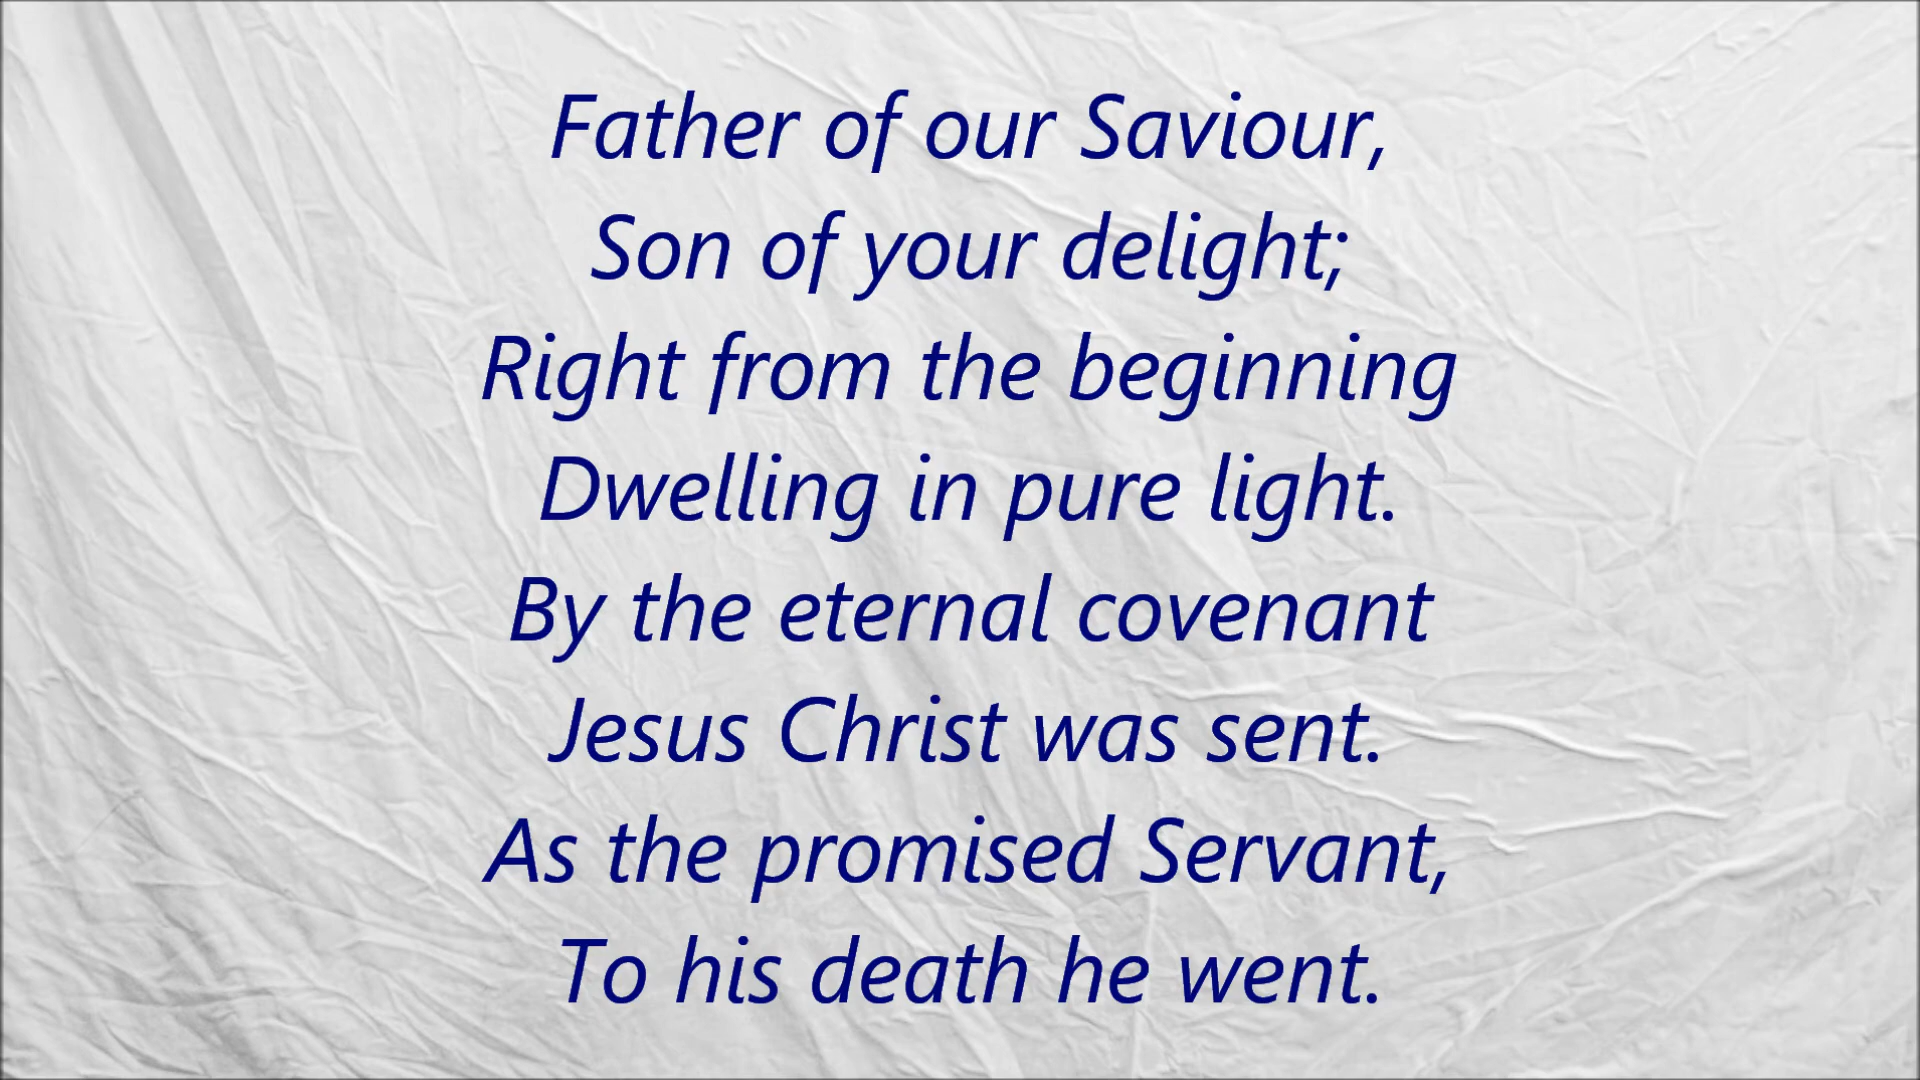 Father of our Saviour,
Son of your delight;
Right from the beginning
Dwelling in pure light.
By the eternal covenant
Jesus Christ was sent.
As the promised Servant,
To his death he went.